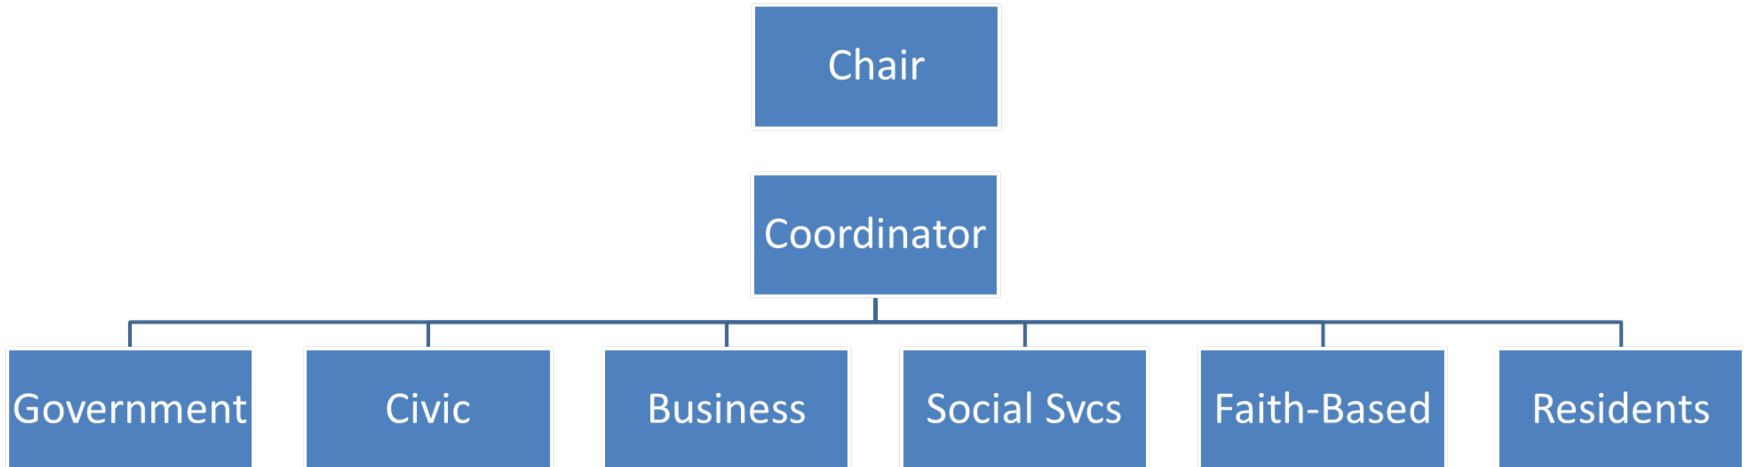 Chair
Coordinator
Government
Civic
Business
Social Svcs
Faith-Based
Residents